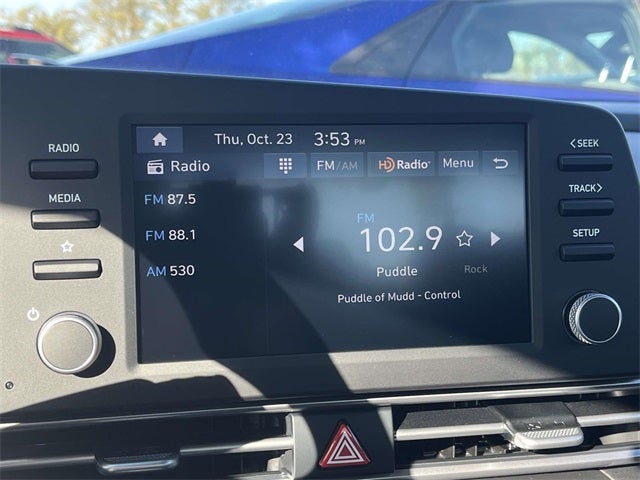 Thu, Oct. 23 3:53 PM
Radio FM/AM HD Radio Menu
RADIO
MEDIA
FM 87.5
FM 88.1
AM 530
FM
102.9
Puddle Rock
Puddle of Mudd - Control
< SEEK
TRACK >
SETUP